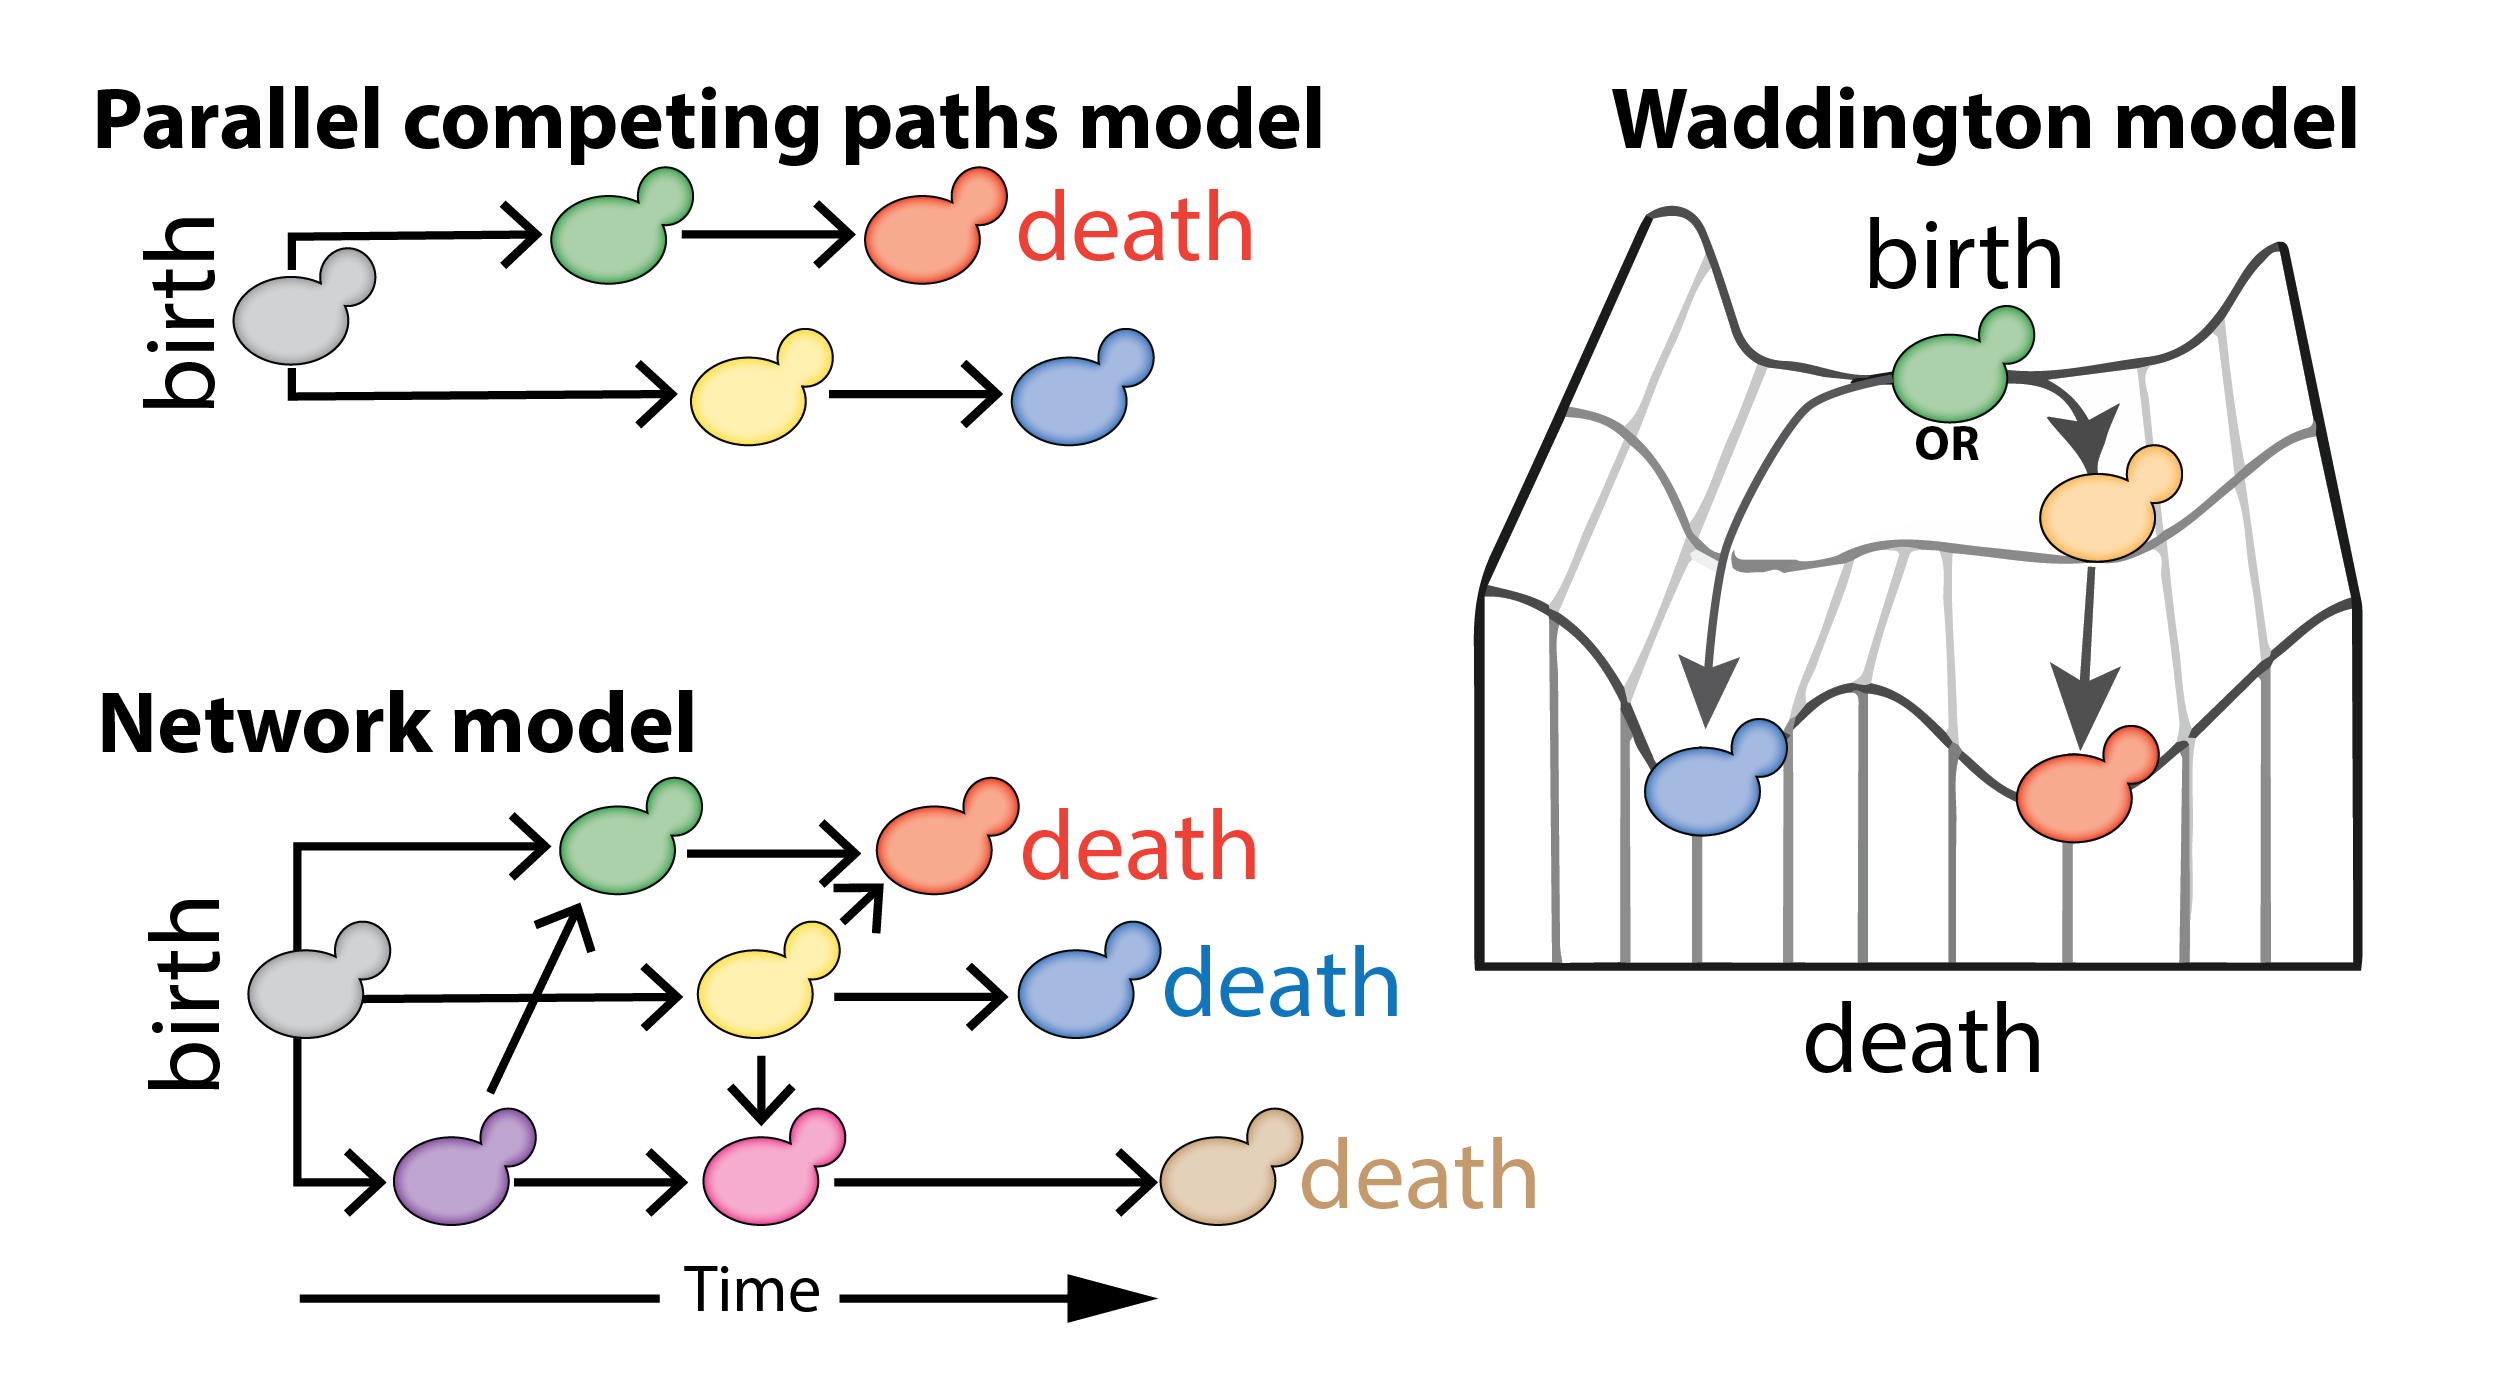 Parallel competing paths model
birth
death
Network model
birth
death
death
death
Time
Waddington model
birth
OR
death